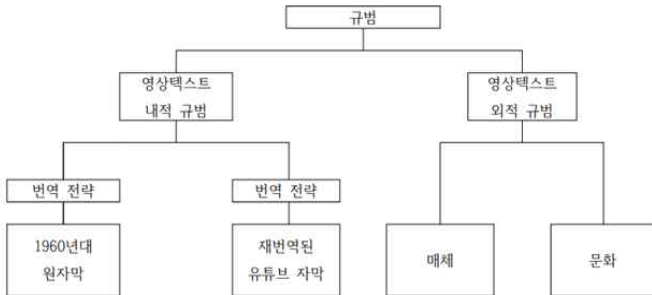 규범
영상텍스트
내적 규범
영상텍스트
외적 규범
번역 전략
번역 전략
1960년대
원자막
재번역된
유튜브 자막
매체
문화